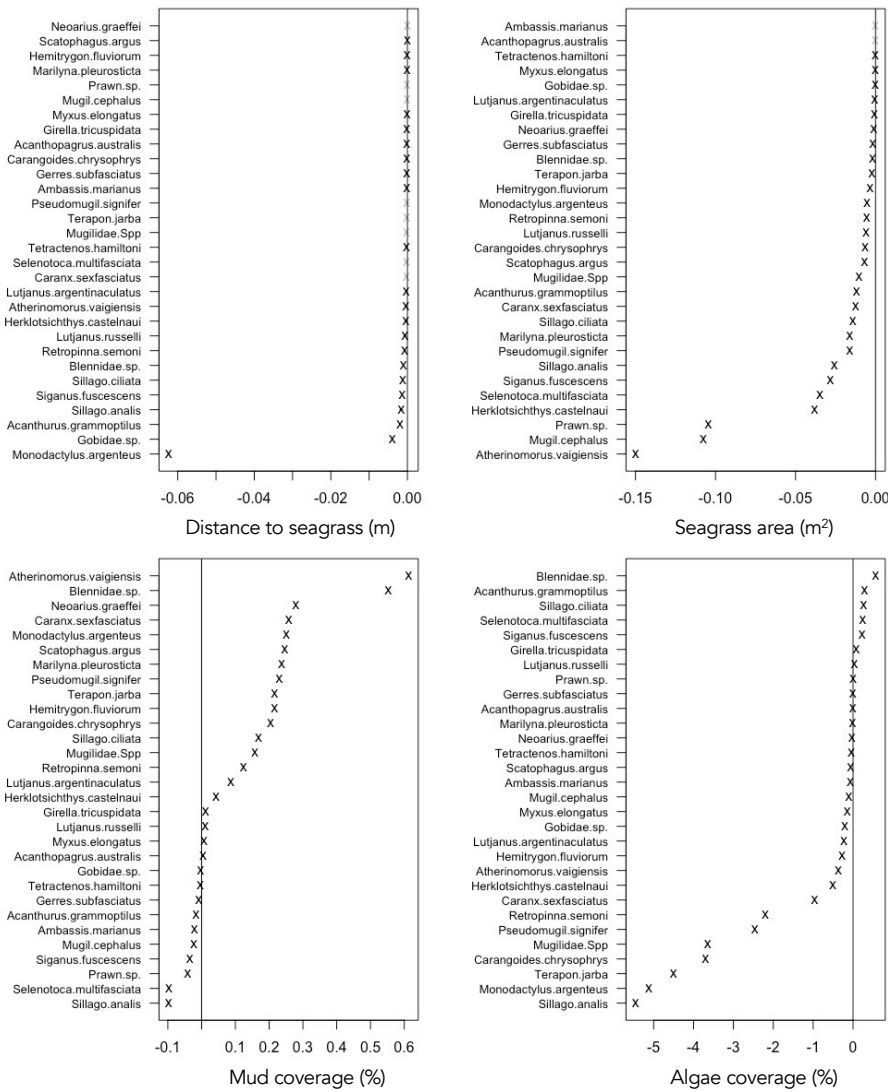 Neoarius.graeffei
Scatophagus.argus
Hemitrygon.fluviorum
Marilyna.pleurosticta
Prawn.sp.
Mugil.cephalus
Myxus.elongatus
Girella.tricuspidata
Acanthopagrus.australis
Carangoides.chrysophrys
Gerres.subfasciatus
Ambassis.marianus
Pseudomugil.signifer
Terapon.jarba
Mugilidae.Spp
Tetractenos.hamiltoni
Selenotoca.multifasciata
Caranx.sexfasciatus
Lutjanus.argentinaculatus
Atherinomorus.vaigiensis
Herklotsichthys.castelnaui
Lutjanus.russelli
Retropinna.semoni
Blennidae.sp.
Sillago.ciliata
Siganus.fuscescens
Sillago.analis
Acanthurus.grammoptilus
Gobidae.sp.
Monodactylus.argenteus
-0.06 -0.04 -0.02 0.00
Distance to seagrass (m)
Ambassis.marianus
Acanthopagrus.australis
Tetractenos.hamiltoni
Myxus.elongatus
Gobidae.sp.
Lutjanus.argentinaculatus
Girella.tricuspidata
Neoarius.graeffei
Gerres.subfasciatus
Blennidae.sp.
Terapon.jarba
Hemitrygon.fluviorum
Monodactylus.argenteus
Retropinna.semoni
Lutjanus.russelli
Carangoides.chrysophrys
Scatophagus.argus
Mugilidae.Spp
Acanthurus.grammoptilus
Caranx.sexfasciatus
Sillago.ciliata
Marilyna.pleurosticta
Pseudomugil.signifer
Sillago.analis
Siganus.fuscescens
Selenotoca.multifasciata
Herklotsichthys.castelnaui
Prawn.sp.
Mugil.cephalus
Atherinomorus.vaigiensis
-0.15 -0.10 -0.05 0.00
Seagrass area (m²)
Atherinomorus.vaigiensis
Blennidae.sp.
Neoarius.graeffei
Caranx.sexfasciatus
Monodactylus.argenteus
Scatophagus.argus
Marilyna.pleurosticta
Pseudomugil.signifer
Terapon.jarba
Hemitrygon.fluviorum
Carangoides.chrysophrys
Sillago.ciliata
Mugilidae.Spp
Retropinna.semoni
Lutjanus.argentinaculatus
Herklotsichthys.castelnaui
Girella.tricuspidata
Lutjanus.russelli
Myxus.elongatus
Acanthopagrus.australis
Gobidae.sp.
Tetractenos.hamiltoni
Gerres.subfasciatus
Acanthurus.grammoptilus
Ambassis.marianus
Mugil.cephalus
Siganus.fuscescens
Prawn.sp.
Selenotoca.multifasciata
Sillago.analis
-0.1 0.1 0.2 0.3 0.4 0.5 0.6
Mud coverage (%)
Blennidae.sp.
Acanthurus.grammoptilus
Sillago.ciliata
Selenotoca.multifasciata
Siganus.fuscescens
Girella.tricuspidata
Lutjanus.russelli
Prawn.sp.
Gerres.subfasciatus
Acanthopagrus.australis
Marilyna.pleurosticta
Neoarius.graeffei
Tetractenos.hamiltoni
Scatophagus.argus
Ambassis.marianus
Mugil.cephalus
Myxus.elongatus
Gobidae.sp.
Lutjanus.argentinaculatus
Hemitrygon.fluviorum
Atherinomorus.vaigiensis
Herklotsichthys.castelnaui
Caranx.sexfasciatus
Retropinna.semoni
Pseudomugil.signifer
Mugilidae.Spp
Carangoides.chrysophrys
Terapon.jarba
Monodactylus.argenteus
Sillago.analis
-5 -4 -3 -2 -1 0
Algae coverage (%)